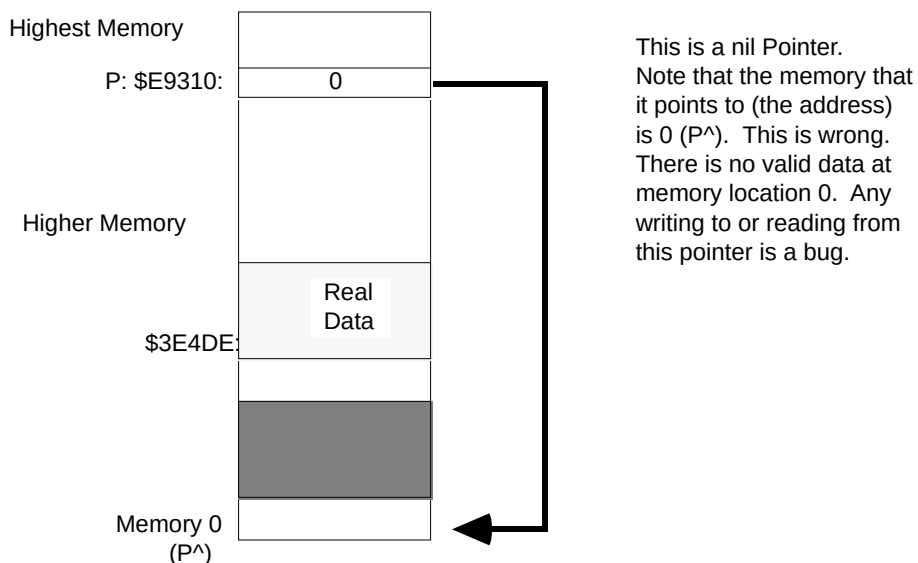 Highest Memory
P: $E9310:
0
Higher Memory
Real
Data
$3E4DE:
Memory 0
(P^)
This is a nil Pointer.
Note that the memory that
it points to (the address)
is 0 (P^).  This is wrong.
There is no valid data at
memory location 0.  Any
writing to or reading from
this pointer is a bug.